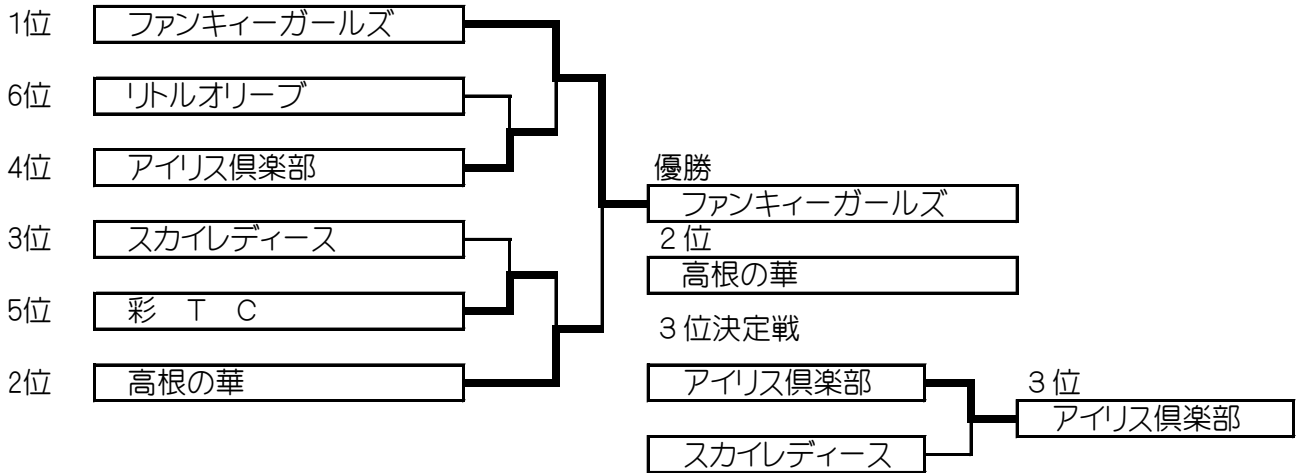 1位 ファンキィーガールズ
6位 リトルオリーブ
4位 アイリス倶楽部
優勝
ファンキィーガールズ
3位 スカイレディース
２位
高根の華
5位 彩　Ｔ　Ｃ
３位決定戦
2位 高根の華
アイリス倶楽部
３位
アイリス倶楽部
スカイレディース